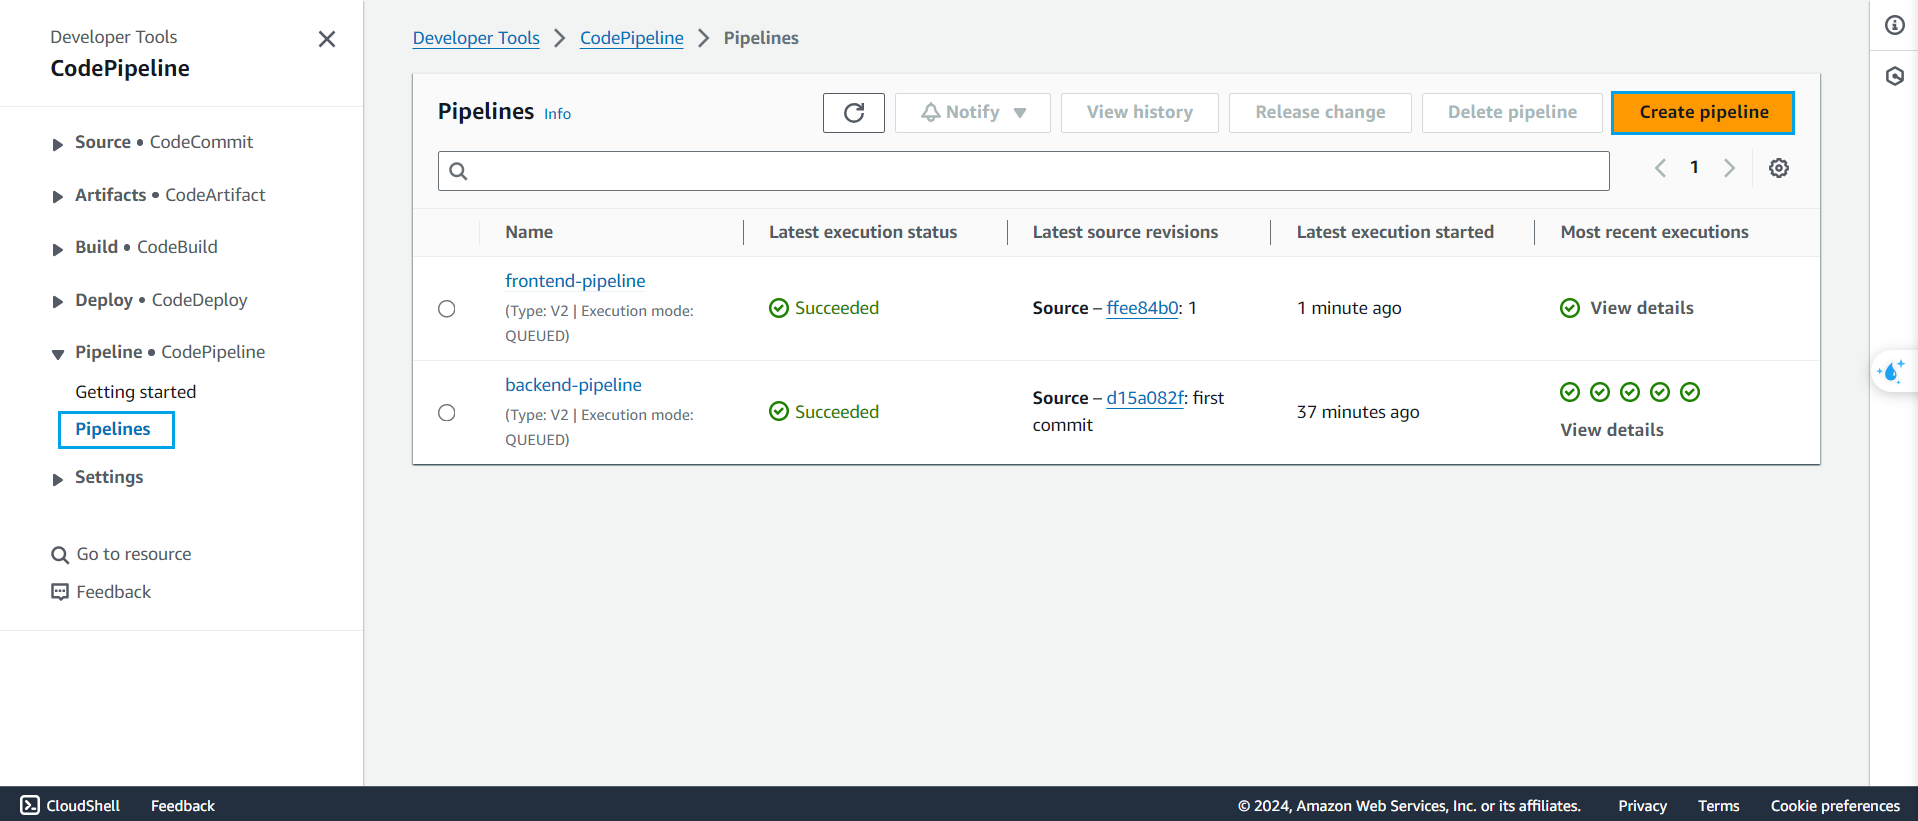 Developer Tools
CodePipeline
Source • CodeCommit
Artifacts • CodeArtifact
Build • CodeBuild
Deploy • CodeDeploy
Pipeline • CodePipeline
Getting started
Pipelines
Settings
Go to resource
Feedback
Developer Tools CodePipeline Pipelines
Pipelines Info
Notify View history Release change Delete pipeline Create pipeline
1
Name Latest execution status Latest source revisions Latest execution started Most recent executions
frontend-pipeline
(Type: V2 | Execution mode:
QUEUED)
Succeeded
Source – ffee84b0: 1
1 minute ago
View details
backend-pipeline
(Type: V2 | Execution mode:
QUEUED)
Succeeded
Source – d15a082f: first
commit
37 minutes ago
View details
CloudShell Feedback © 2024, Amazon Web Services, Inc. or its affiliates. Privacy Terms Cookie preferences